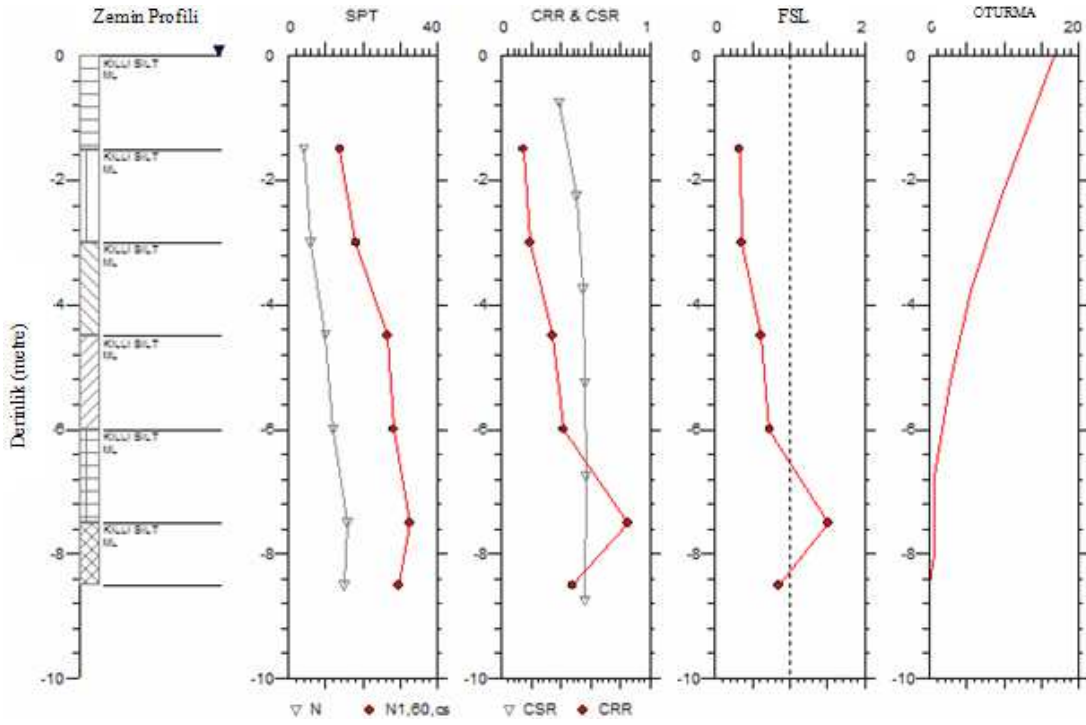 Zemin Profili
SPT
CRR & CSR
FSL
OTURMA
0 40
0 1
0 2
0 20
Derinlik (metre)
0 0 0 0 0
-2 -2 -2 -2 -2
-4 -4 -4 -4 -4
-6 -6 -6 -6 -6
-8 -8 -8 -8 -8
-10 -10 -10 -10 -10
KILLI SILT
ML
KILLI SILT
ML
KILLI SILT
ML
KILLI SILT
ML
KILLI SILT
ML
KILLI SILT
ML
N N1,60,cs CSR CRR